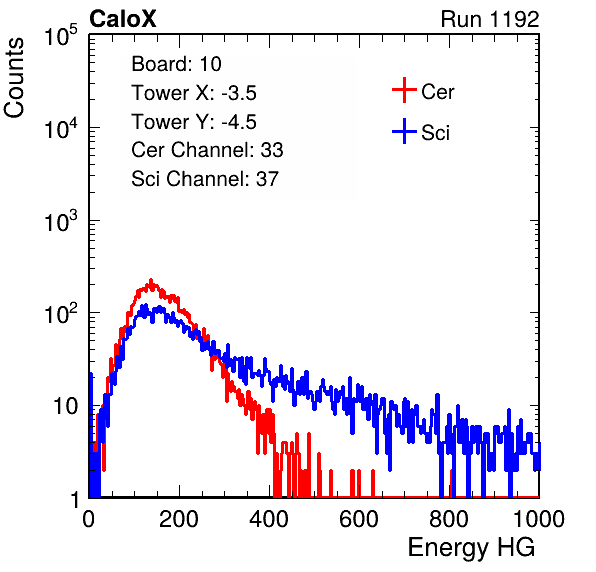 CaloX Run 1192
Counts
10^5
10^4
10^3
10^2
10
1
Board: 10
Tower X: -3.5
Tower Y: -4.5
Cer Channel: 33
Sci Channel: 37
Cer
Sci
0 200 400 600 800 1000
Energy HG